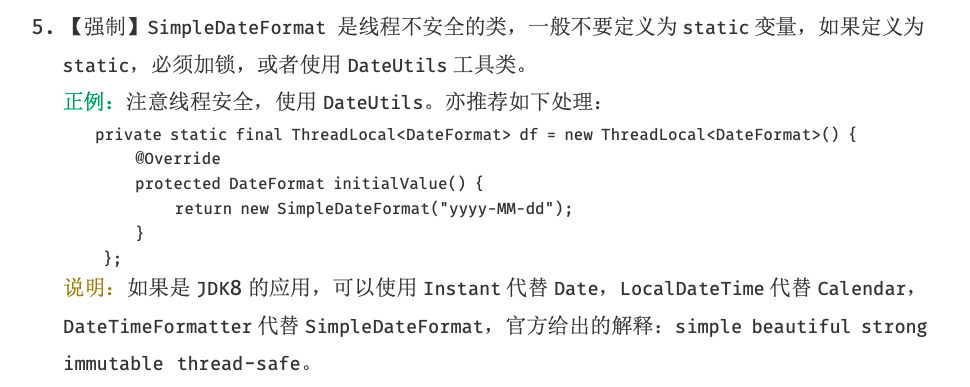 5. 【强制】SimpleDateFormat 是线程不安全的类，一般不要定义为 static 变量，如果定义为
static，必须加锁，或者使用 DateUtils 工具类。
正例：注意线程安全，使用 DateUtils。亦推荐如下处理：
private static final ThreadLocal<DateFormat> df = new ThreadLocal<DateFormat>() {
@Override
protected DateFormat initialValue() {
return new SimpleDateFormat("yyyy-MM-dd");
}
};
说明：如果是 JDK8 的应用，可以使用 Instant 代替 Date，LocalDateTime 代替 Calendar，
DateTimeFormatter 代替 SimpleDateFormat，官方给出的解释：simple beautiful strong
immutable thread-safe。